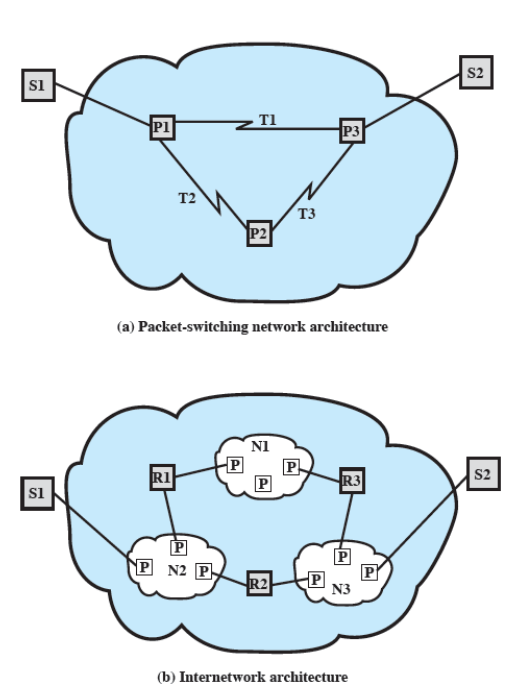 S1
S2
P1
T1
P3
T2
T3
P2
(a) Packet-switching network architecture
N1
R1
P
P
P
R3
S1
S2
P
P
N2
P
R2
P
P
P
N3
(b) Internetwork architecture